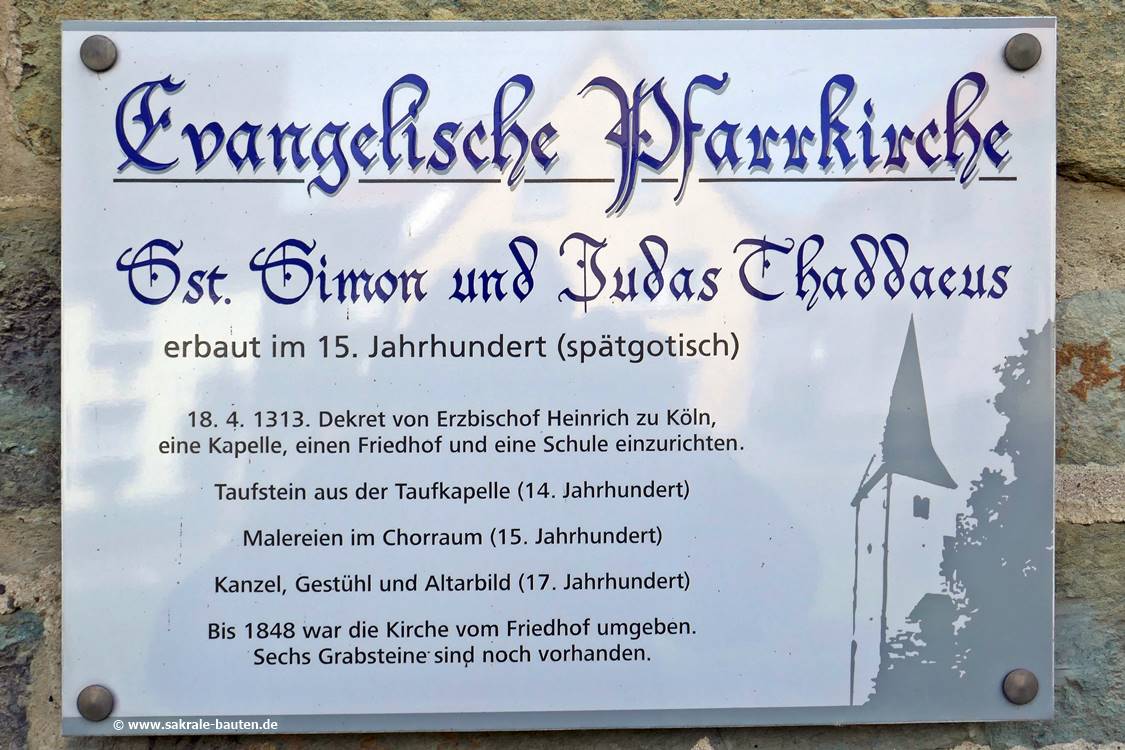 Evangelische Pfarrkirche
Sst. Simon und Judas Thaddaeus
erbaut im 15. Jahrhundert (spätgotisch)
18. 4. 1313. Dekret von Erzbischof Heinrich zu Köln,
eine Kapelle, einen Friedhof und eine Schule einzurichten.
Taufstein aus der Taufkapelle (14. Jahrhundert)
Malereien im Chorraum (15. Jahrhundert)
Kanzel, Gestühl und Altarbild (17. Jahrhundert)
Bis 1848 war die Kirche vom Friedhof umgeben.
Sechs Grabsteine sind noch vorhanden.
© www.sakrale-bauten.de